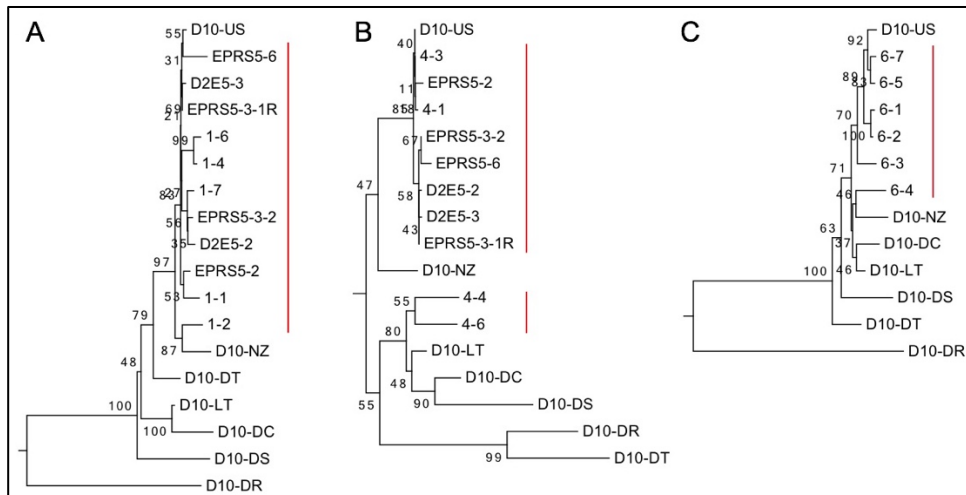 A
D10-US
55
EPRS5-6
31
D2E5-3
EPRS5-3-1R
69
21
1-6
99
1-4
1-7
27
83
EPRS5-3-2
56
D2E5-2
35
EPRS5-2
97
1-1
53
1-2
79
D10-NZ
87
D10-DT
48
D10-LT
100
D10-DC
100
D10-DS
D10-DR
B
D10-US
40
4-3
EPRS5-2
11
4-1
EPRS5-3-2
67
EPRS5-6
D2E5-2
47
58
D2E5-3
EPRS5-3-1R
43
D10-NZ
4-4
55
4-6
80
D10-LT
D10-DC
48
D10-DS
90
55
D10-DR
D10-DT
99
C
D10-US
92
6-7
89
83
6-5
6-1
70
6-2
100
6-3
71
6-4
46
D10-NZ
63
D10-DC
37
D10-LT
46
100
D10-DS
D10-DT
D10-DR